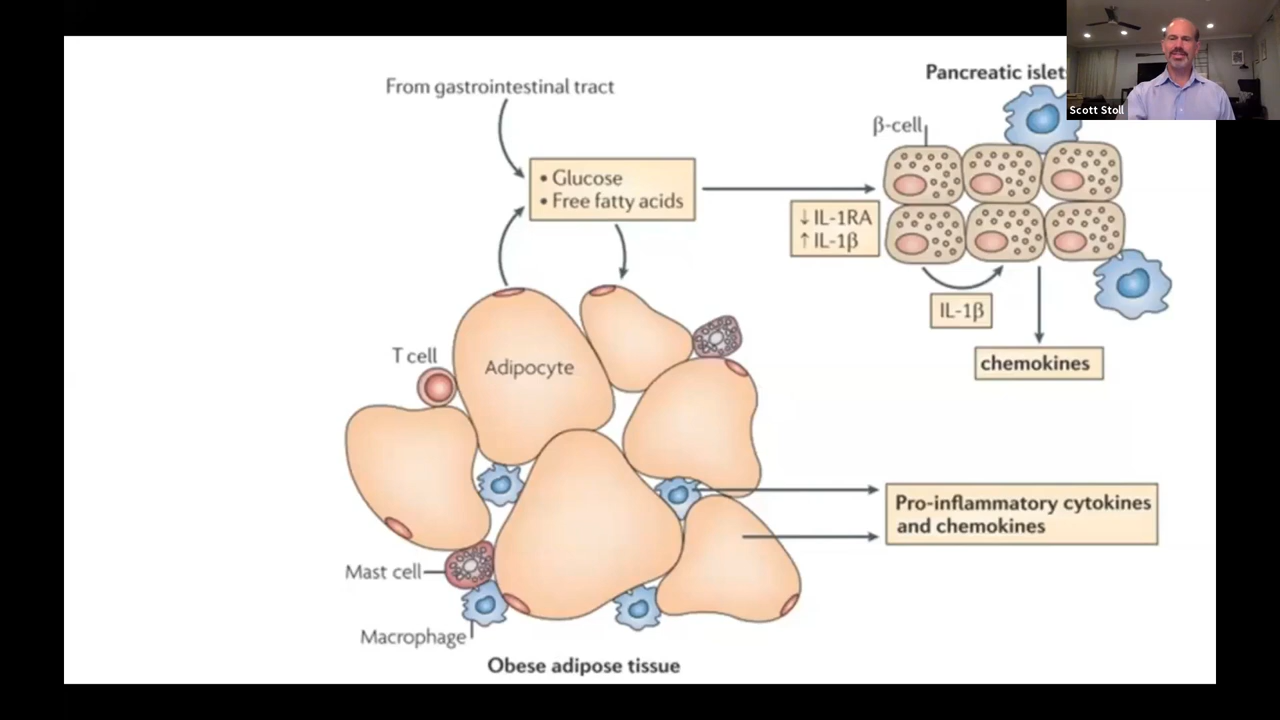 From gastrointestinal tract
• Glucose
• Free fatty acids
Pancreatic islet
Scott Stoll
β-cell
↓ IL-1RA
↑ IL-1β
IL-1β
chemokines
T cell
Adipocyte
Pro-inflammatory cytokines
and chemokines
Mast cell
Macrophage
Obese adipose tissue